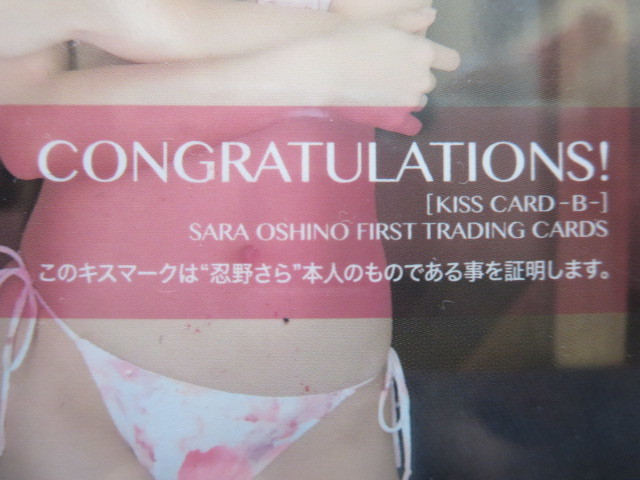 CONGRATULATIONS!
[KISS CARD -B-]
SARA OSHINO FIRST TRADING CARDS
このキスマークは“忍野さら”本人のものである事を証明します。